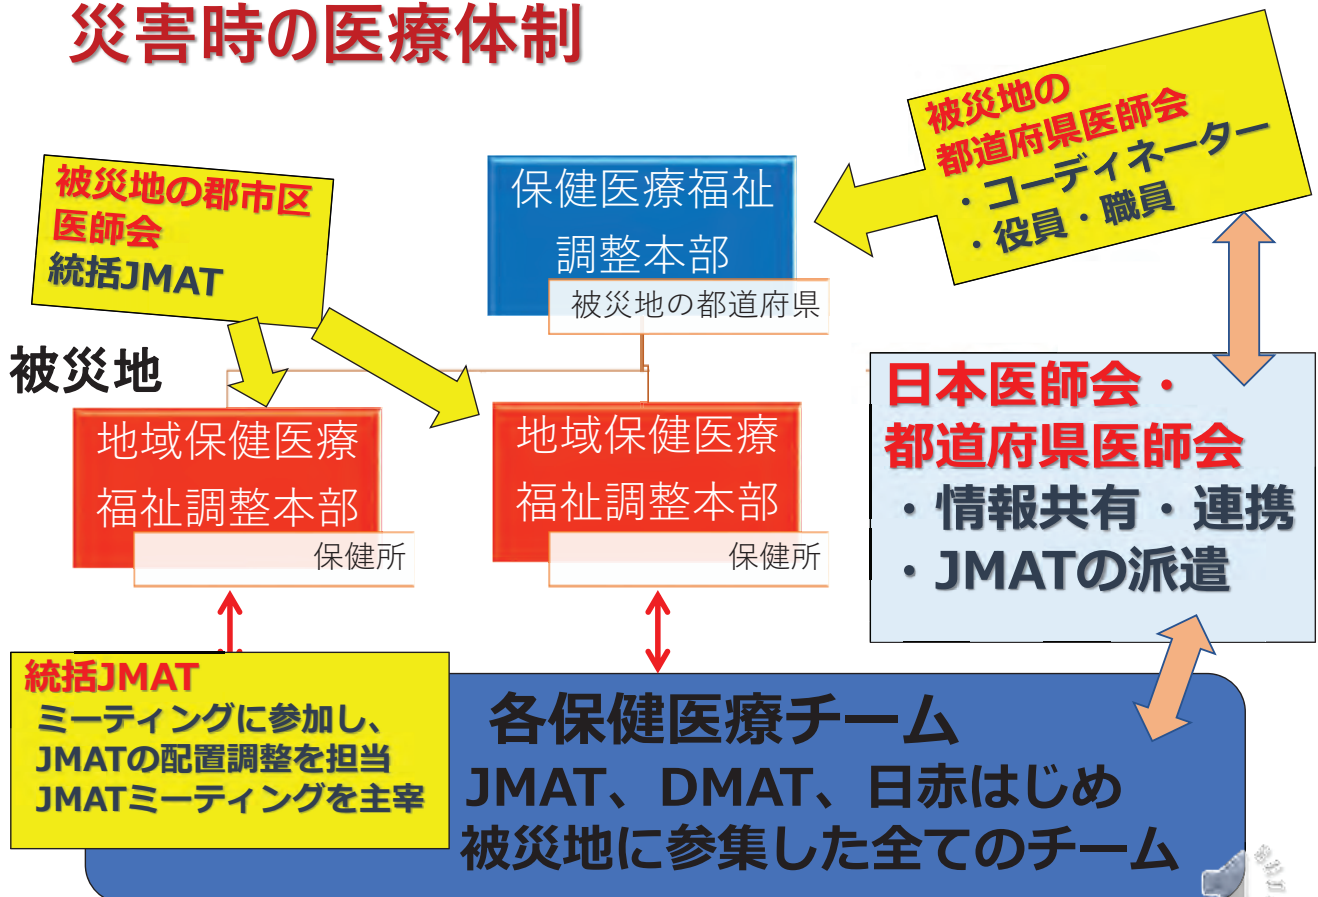 災害時の医療体制
被災地の
都道府県医師会
・コーディネーター
・役員・職員
被災地の郡市区
医師会
統括JMAT
保健医療福祉
調整本部
被災地の都道府県
被災地
地域保健医療
福祉調整本部
保健所
地域保健医療
福祉調整本部
保健所
日本医師会・
都道府県医師会
・情報共有・連携
・JMATの派遣
統括JMAT
ミーティングに参加し、
JMATの配置調整を担当
JMATミーティングを主宰
各保健医療チーム
JMAT、DMAT、日赤はじめ
被災地に参集した全てのチーム